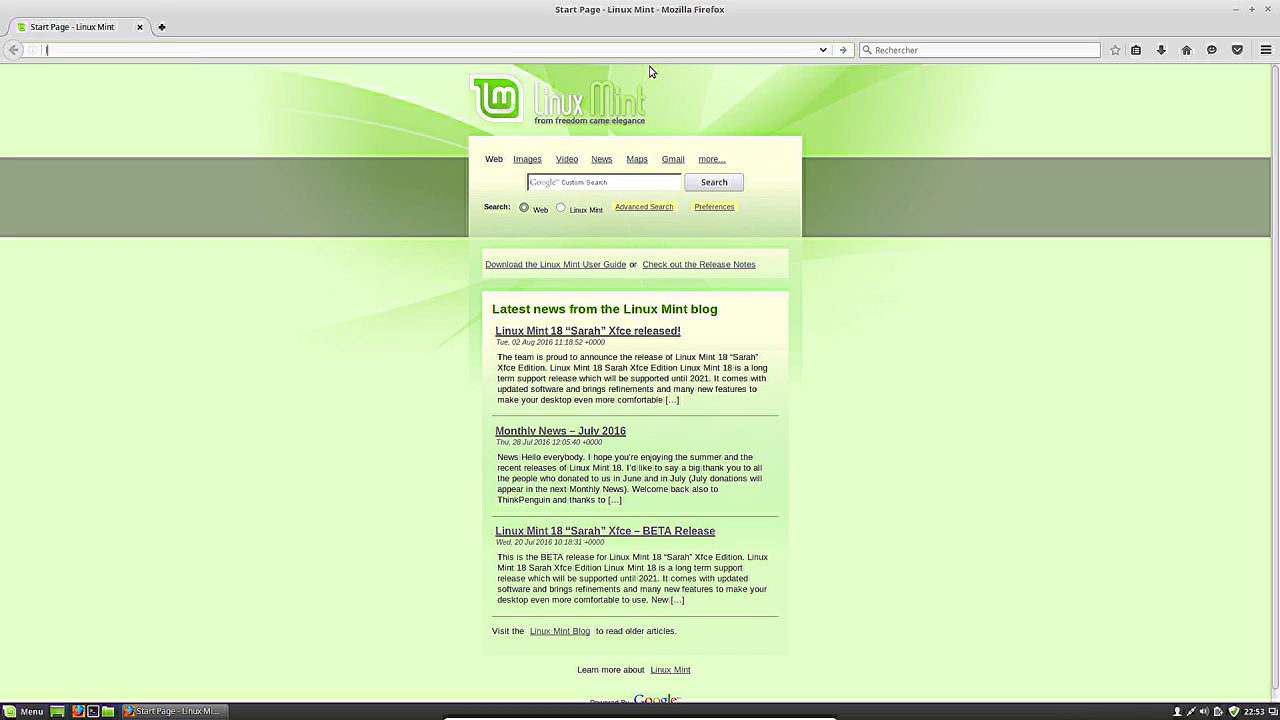 Start Page - Linux Mint - Mozilla Firefox
Start Page - Linux Mint
Rechercher
Linux Mint
from freedom came elegance
Web Images Video News Maps Gmail more...
Google™ Custom Search Search
Search: Web Linux Mint Advanced Search Preferences
Download the Linux Mint User Guide or Check out the Release Notes
Latest news from the Linux Mint blog
Linux Mint 18 “Sarah” Xfce released!
Tue, 02 Aug 2016 11:18:52 +0000
The team is proud to announce the release of Linux Mint 18 “Sarah”
Xfce Edition. Linux Mint 18 Sarah Xfce Edition Linux Mint 18 is a long
term support release which will be supported until 2021. It comes with
updated software and brings refinements and many new features to
make your desktop even more comfortable […]
Monthly News – July 2016
Thu, 28 Jul 2016 12:05:40 +0000
News Hello everybody. I hope you’re enjoying the summer and the
recent releases of Linux Mint 18. I’d like to say a big thank you to all
the people who donated to us in June and in July (July donations will
appear in the next Monthly News). Welcome back also to
ThinkPenguin and thanks to […]
Linux Mint 18 “Sarah” Xfce – BETA Release
Wed, 20 Jul 2016 10:18:31 +0000
This is the BETA release for Linux Mint 18 “Sarah” Xfce Edition. Linux
Mint 18 Sarah Xfce Edition Linux Mint 18 is a long term support
release which will be supported until 2021. It comes with updated
software and brings refinements and many new features to make your
desktop even more comfortable to use. New […]
Visit the Linux Mint Blog to read older articles.
Learn more about Linux Mint
Powered By Google™
Menu Start Page - Linux Mi... 22:53